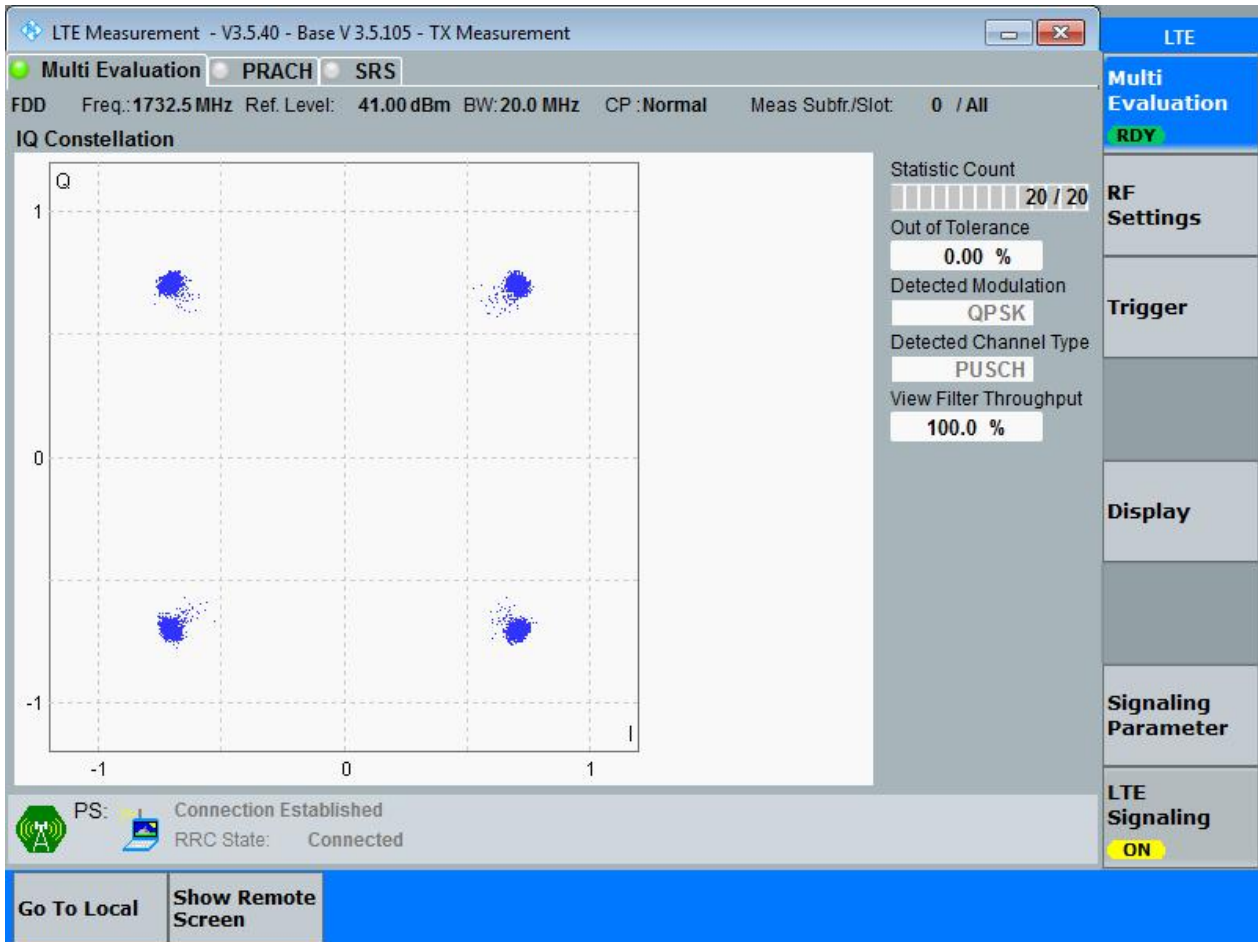 LTE Measurement - V3.5.40 - Base V 3.5.105 - TX Measurement
Multi Evaluation PRACH SRS
FDD Freq.: 1732.5 MHz Ref. Level: 41.00 dBm BW: 20.0 MHz CP : Normal Meas Subfr./Slot: 0 / All
IQ Constellation
Q
1
0
-1
-1 0 1
I
Statistic Count
20 / 20
Out of Tolerance
0.00 %
Detected Modulation
QPSK
Detected Channel Type
PUSCH
View Filter Throughput
100.0 %
PS: Connection Established
RRC State: Connected
LTE
Multi
Evaluation
RDY
RF
Settings
Trigger
Display
Signaling
Parameter
LTE
Signaling
ON
Go To Local
Show Remote
Screen